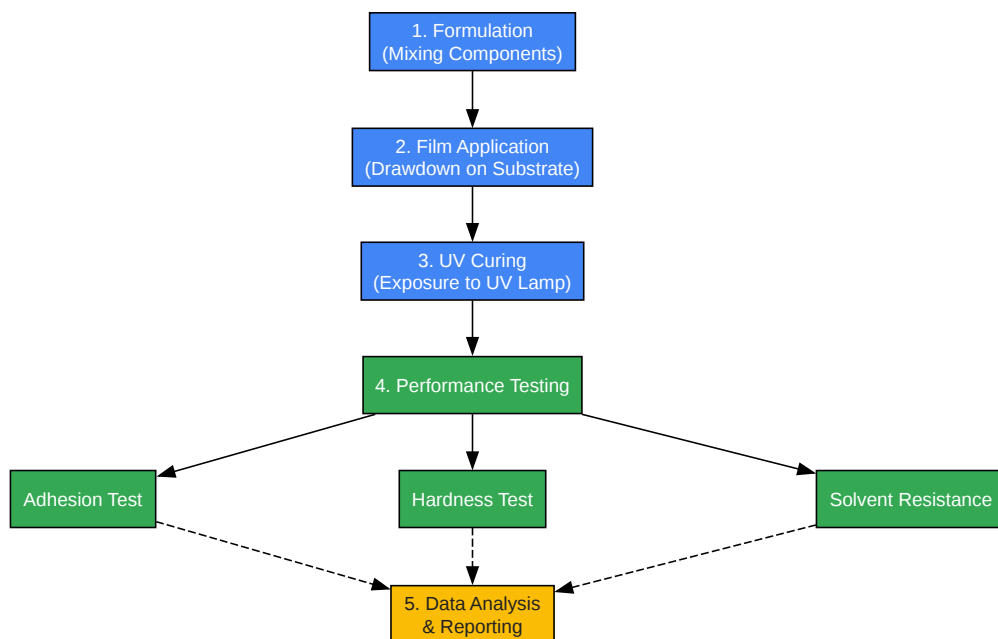 1. Formulation
(Mixing Components)
2. Film Application
(Drawdown on Substrate)
3. UV Curing
(Exposure to UV Lamp)
4. Performance Testing
Adhesion Test
Hardness Test
Solvent Resistance
5. Data Analysis
& Reporting